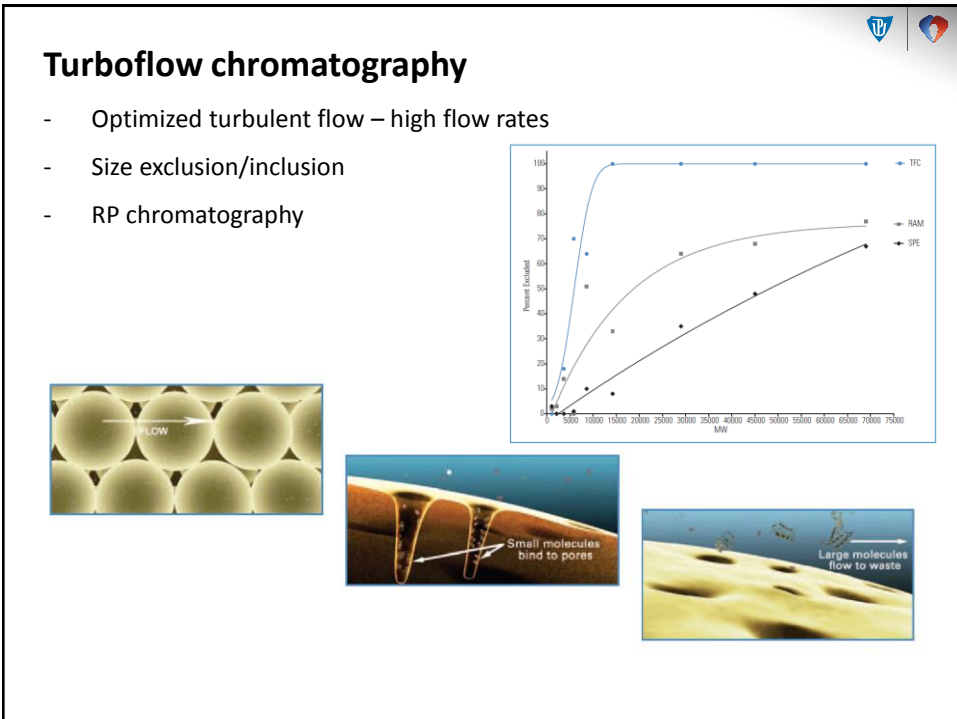 Turboflow chromatography
- Optimized turbulent flow – high flow rates
- Size exclusion/inclusion
- RP chromatography
100
90
80
70
60
50
40
30
20
10
0
Percent Excluded
0 5000 10000 15000 20000 25000 30000 35000 40000 45000 50000 55000 60000 65000 70000 75000
MW
TFC
RAM
SPE
FLOW
Small molecules
bind to pores
Large molecules
flow to waste